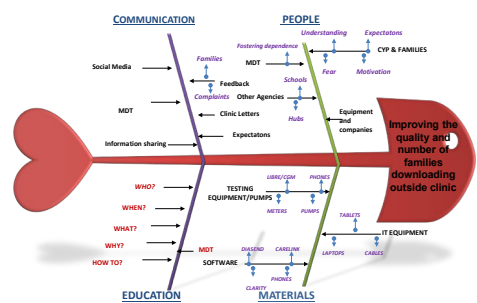 COMMUNICATION
PEOPLE
Understanding
Expectatons
Fostering dependence
CYP & FAMILIES
Families
MDT
Social Media
Fear
Motivation
Feedback
Schools
Complaints
Other Agencies
MDT
Clinic Letters
Hubs
Equipment
and
companies
Expectatons
Information sharing
Improving the
quality and
number of
families
downloading
outside clinic
LIBRE/CGM
PHONES
WHO?
TESTING
EQUIPMENT/PUMPS
WHEN?
METERS
PUMPS
TABLETS
WHAT?
IT EQUIPMENT
WHY?
MDT
DIASEND
CARELINK
LAPTOPS
CABLES
HOW TO?
SOFTWARE
PHONES
CLARITY
EDUCATION
MATERIALS